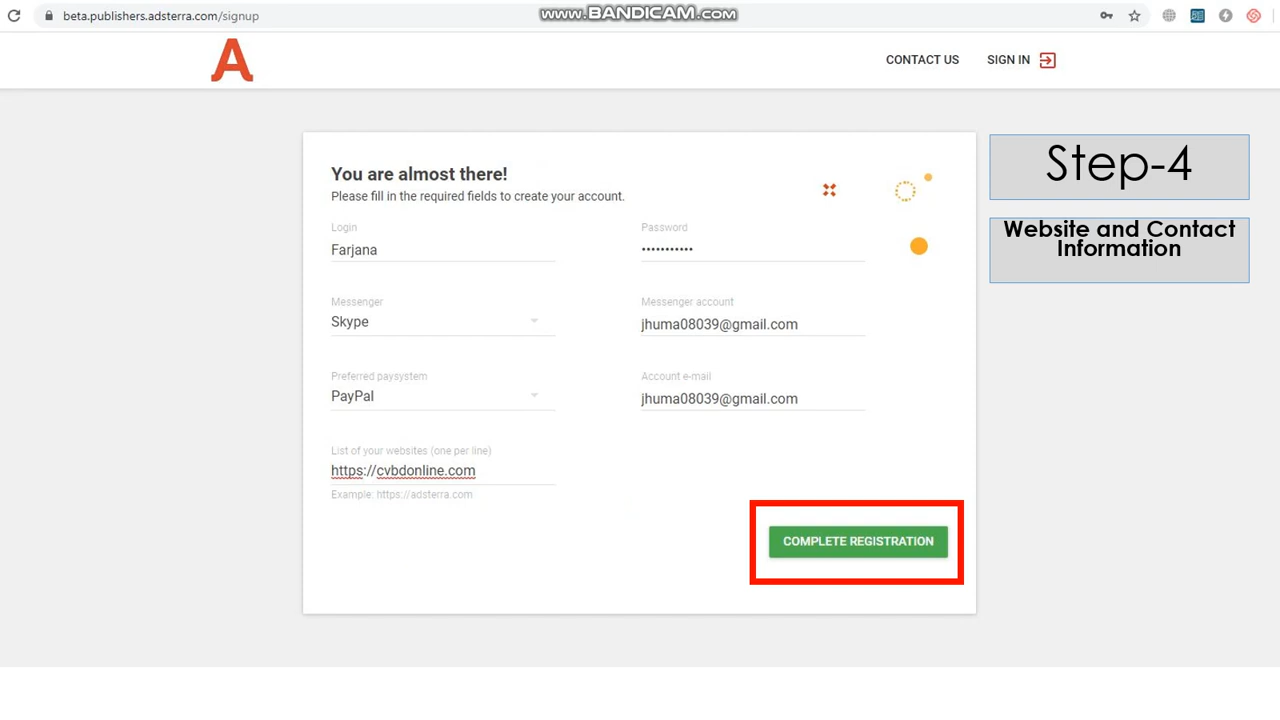 beta.publishers.adsterra.com/signup
www.BANDICAM.com
A
CONTACT US
SIGN IN
You are almost there!
Please fill in the required fields to create your account.
Login
Password
Farjana
•••••••••••
Messenger
Messenger account
Skype
jhuma08039@gmail.com
Preferred paysystem
Account e-mail
PayPal
jhuma08039@gmail.com
List of your websites (one per line)
https://cvbdonline.com
Example: https://adsterra.com
COMPLETE REGISTRATION
Step-4
Website and Contact
Information